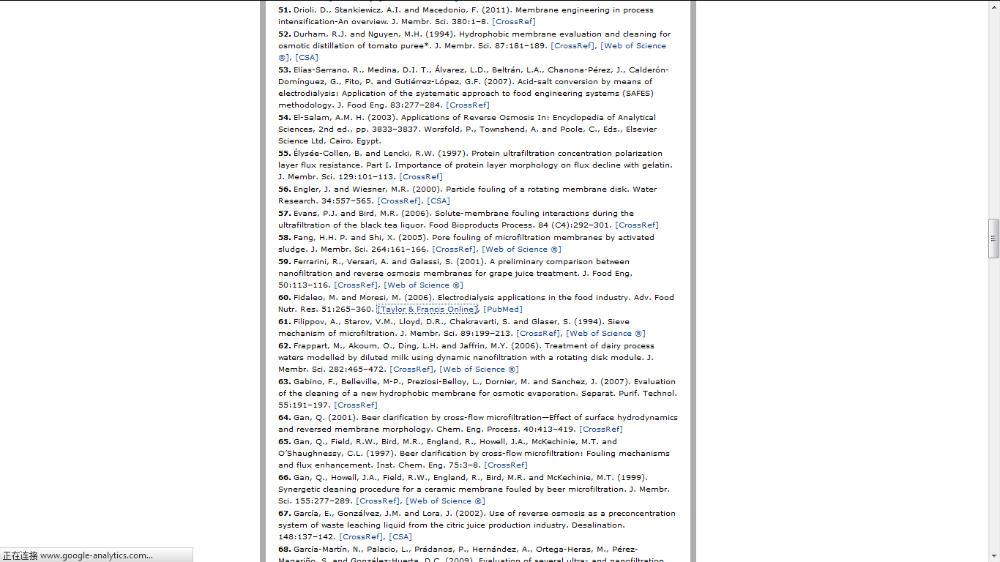 51. Drioli, D., Stankiewicz, A.I. and Macedonio, F. (2011). Membrane engineering in process
intensification-An overview. J. Membr. Sci. 380:1–8. [CrossRef]
52. Durham, R.J. and Nguyen, M.H. (1994). Hydrophobic membrane evaluation and cleaning for
osmotic distillation of tomato puree*. J. Membr. Sci. 87:181–189. [CrossRef], [Web of Science
®], [CSA]
53. Elías-Serrano, R., Medina, D.I. T., Álvarez, L.D., Beltrán, L.A., Chanona-Pérez, J., Calderón-
Domínguez, G., Fito, P. and Gutiérrez-López, G.F. (2007). Acid-salt conversion by means of
electrodialysis: Application of the systematic approach to food engineering systems (SAFES)
methodology. J. Food Eng. 83:277–284. [CrossRef]
54. El-Salam, A.M. H. (2003). Applications of Reverse Osmosis In: Encyclopedia of Analytical
Sciences, 2nd ed., pp. 3833–3837. Worsfold, P., Townshend, A. and Poole, C., Eds., Elsevier
Science Ltd, Cairo, Egypt.
55. Élysée-Collen, B. and Lencki, R.W. (1997). Protein ultrafiltration concentration polarization
layer flux resistance. Part I. Importance of protein layer morphology on flux decline with gelatin.
J. Membr. Sci. 129:101–113. [CrossRef]
56. Engler, J. and Wiesner, M.R. (2000). Particle fouling of a rotating membrane disk. Water
Research. 34:557–565. [CrossRef], [CSA]
57. Evans, P.J. and Bird, M.R. (2006). Solute-membrane fouling interactions during the
ultrafiltration of the black tea liquor. Food Bioproducts Process. 84 (C4):292–301. [CrossRef]
58. Fang, H.H. P. and Shi, X. (2005). Pore fouling of microfiltration membranes by activated
sludge. J. Membr. Sci. 264:161–166. [CrossRef], [Web of Science ®]
59. Ferrarini, R., Versari, A. and Galassi, S. (2001). A preliminary comparison between
nanofiltration and reverse osmosis membranes for grape juice treatment. J. Food Eng.
50:113–116. [CrossRef], [Web of Science ®]
60. Fidaleo, M. and Moresi, M. (2006). Electrodialysis applications in the food industry. Adv. Food
Nutr. Res. 51:265–360. [Taylor & Francis Online], [PubMed]
61. Filippov, A., Starov, V.M., Lloyd, D.R., Chakravarti, S. and Glaser, S. (1994). Sieve
mechanism of microfiltration. J. Membr. Sci. 89:199–213. [CrossRef], [Web of Science ®]
62. Frappart, M., Akoum, O., Ding, L.H. and Jaffrin, M.Y. (2006). Treatment of dairy process
waters modelled by diluted milk using dynamic nanofiltration with a rotating disk module. J.
Membr. Sci. 282:465–472. [CrossRef], [Web of Science ®]
63. Gabino, F., Belleville, M-P., Preziosi-Belloy, L., Dornier, M. and Sanchez, J. (2007). Evaluation
of the cleaning of a new hydrophobic membrane for osmotic evaporation. Separat. Purif. Technol.
55:191–197. [CrossRef]
64. Gan, Q. (2001). Beer clarification by cross-flow microfiltration—Effect of surface hydrodynamics
and reversed membrane morphology. Chem. Eng. Process. 40:413–419. [CrossRef]
65. Gan, Q., Field, R.W., Bird, M.R., England, R., Howell, J.A., McKechinie, M.T. and
O’Shaughnessy, C.L. (1997). Beer clarification by cross-flow microfiltration: Fouling mechanisms
and flux enhancement. Inst. Chem. Eng. 75:3–8. [CrossRef]
66. Gan, Q., Howell, J.A., Field, R.W., England, R., Bird, M.R. and McKechinie, M.T. (1999).
Synergetic cleaning procedure for a ceramic membrane fouled by beer microfiltration. J. Membr.
Sci. 155:277–289. [CrossRef], [Web of Science ®]
67. García, E., Gonzálvez, J.M. and Lora, J. (2002). Use of reverse osmosis as a preconcentration
system of waste leaching liquid from the citric juice production industry. Desalination.
148:137–142. [CrossRef], [CSA]
68. García-Martín, N., Palacio, L., Prádanos, P., Hernández, A., Ortega-Heras, M., Pérez-
Magariño, S. and González-Huerta, D.C. (2009). Evaluation of several ultra- and nanofiltration
正在连接 www.google-analytics.com...